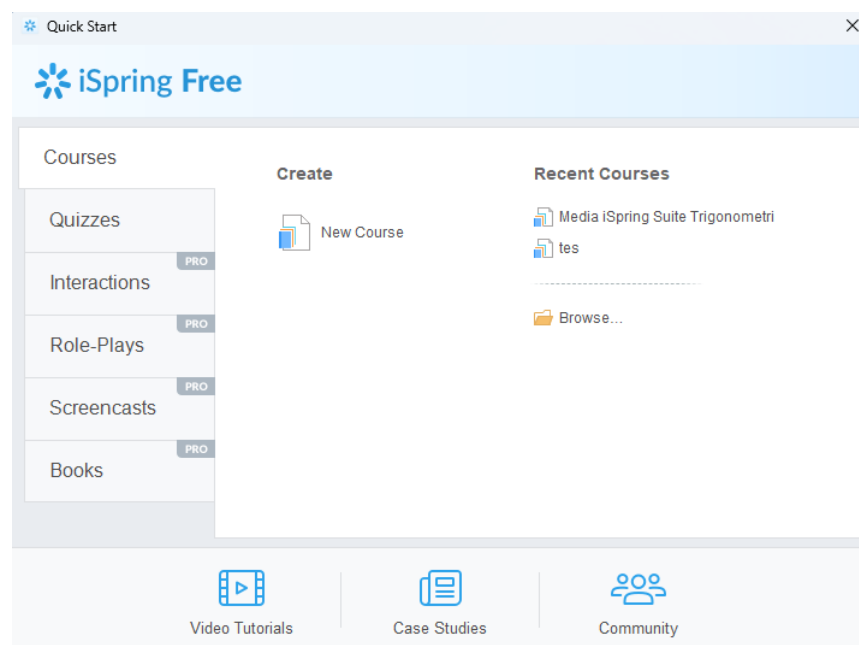 Quick Start
iSpring Free
Courses
Quizzes
PRO
Interactions
PRO
Role-Plays
PRO
Screencasts
PRO
Books
Create
New Course
Recent Courses
Media iSpring Suite Trigonometri
tes
Browse...
Video Tutorials
Case Studies
Community